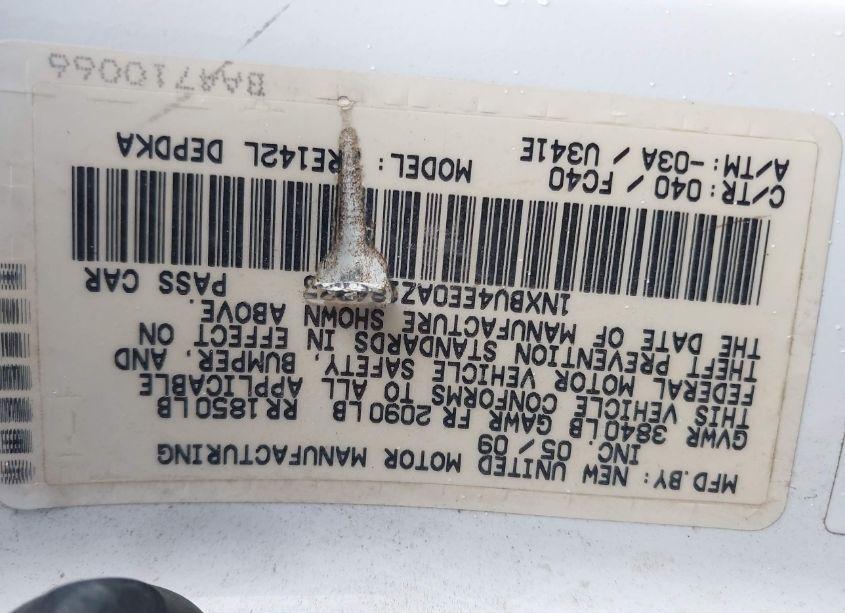 MFD.BY: NEW UNITED MOTOR MANUFACTURING
INC 05/09
GVWR 3840LB GAWR FR 2090LB RR1850LB
THIS VEHICLE CONFORMS TO ALL APPLICABLE
FEDERAL MOTOR VEHICLE SAFETY, BUMPER, AND
THEFT PREVENTION STANDARDS IN EFFECT ON
THE DATE OF MANUFACTURE SHOWN ABOVE.
1NXBU4EE0AZ PASS CAR
C/TR: 040 / FC40 MODEL: RE142L DEPDKA
A/TM: -03A / U341E
BAA710066